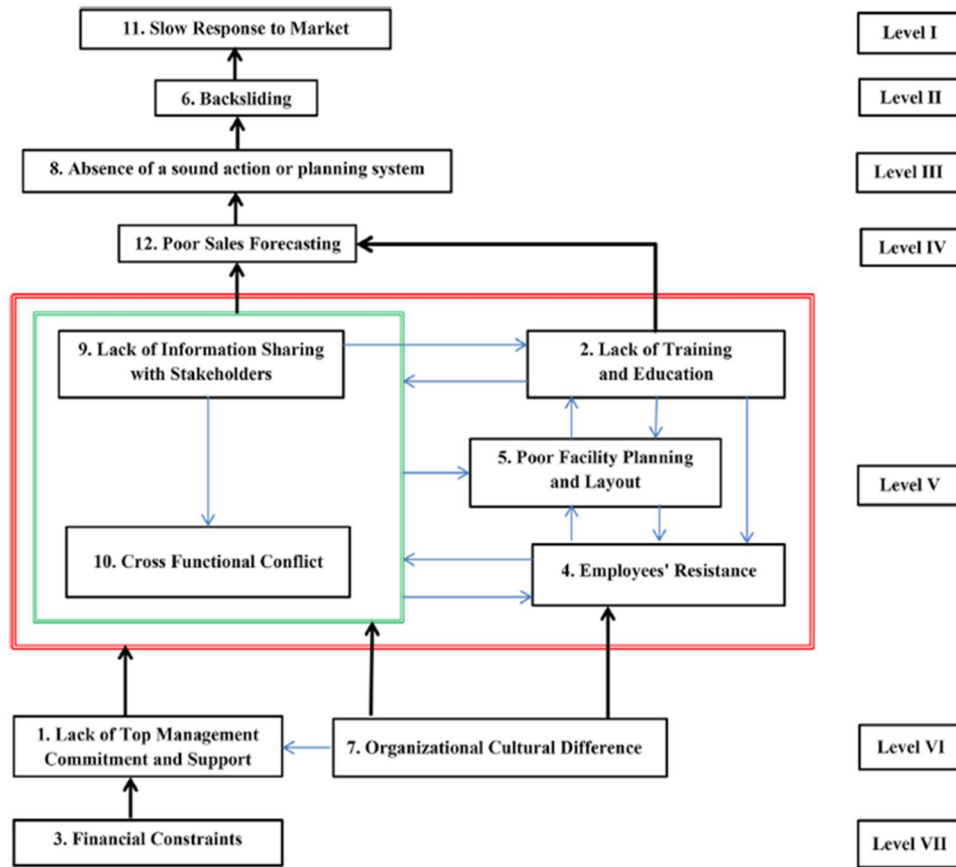 11. Slow Response to Market
Level I
6. Backsliding
Level II
8. Absence of a sound action or planning system
Level III
12. Poor Sales Forecasting
Level IV
9. Lack of Information Sharing
with Stakeholders
2. Lack of Training
and Education
5. Poor Facility Planning
and Layout
Level V
10. Cross Functional Conflict
4. Employees' Resistance
1. Lack of Top Management
Commitment and Support
7. Organizational Cultural Difference
Level VI
3. Financial Constraints
Level VII